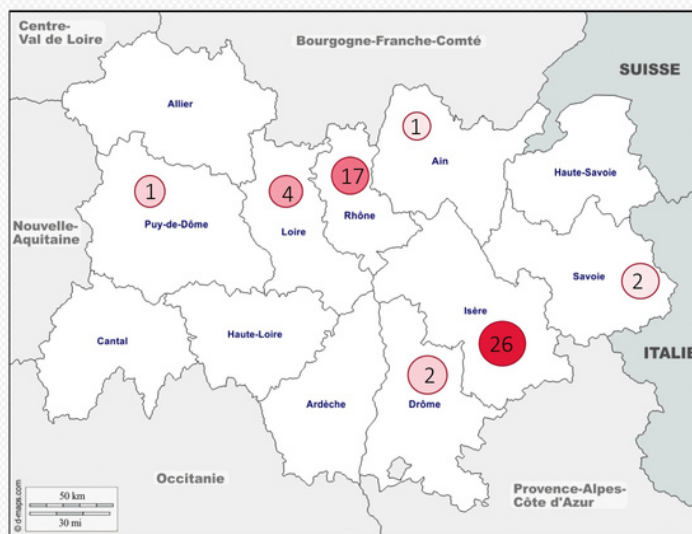 Centre-
Val de Loire
Bourgogne-Franche-Comté
SUISSE
Allier
1
Ain
1
4
17
Haute-Savoie
Puy-de-Dôme
Loire
Rhône
Nouvelle-
Aquitaine
Savoie
2
Isère
Cantal
Haute-Loire
26
ITALIE
2
Ardèche
Drôme
Occitanie
Provence-Alpes-
Côte d'Azur
50 km
30 mi
© d-maps.com